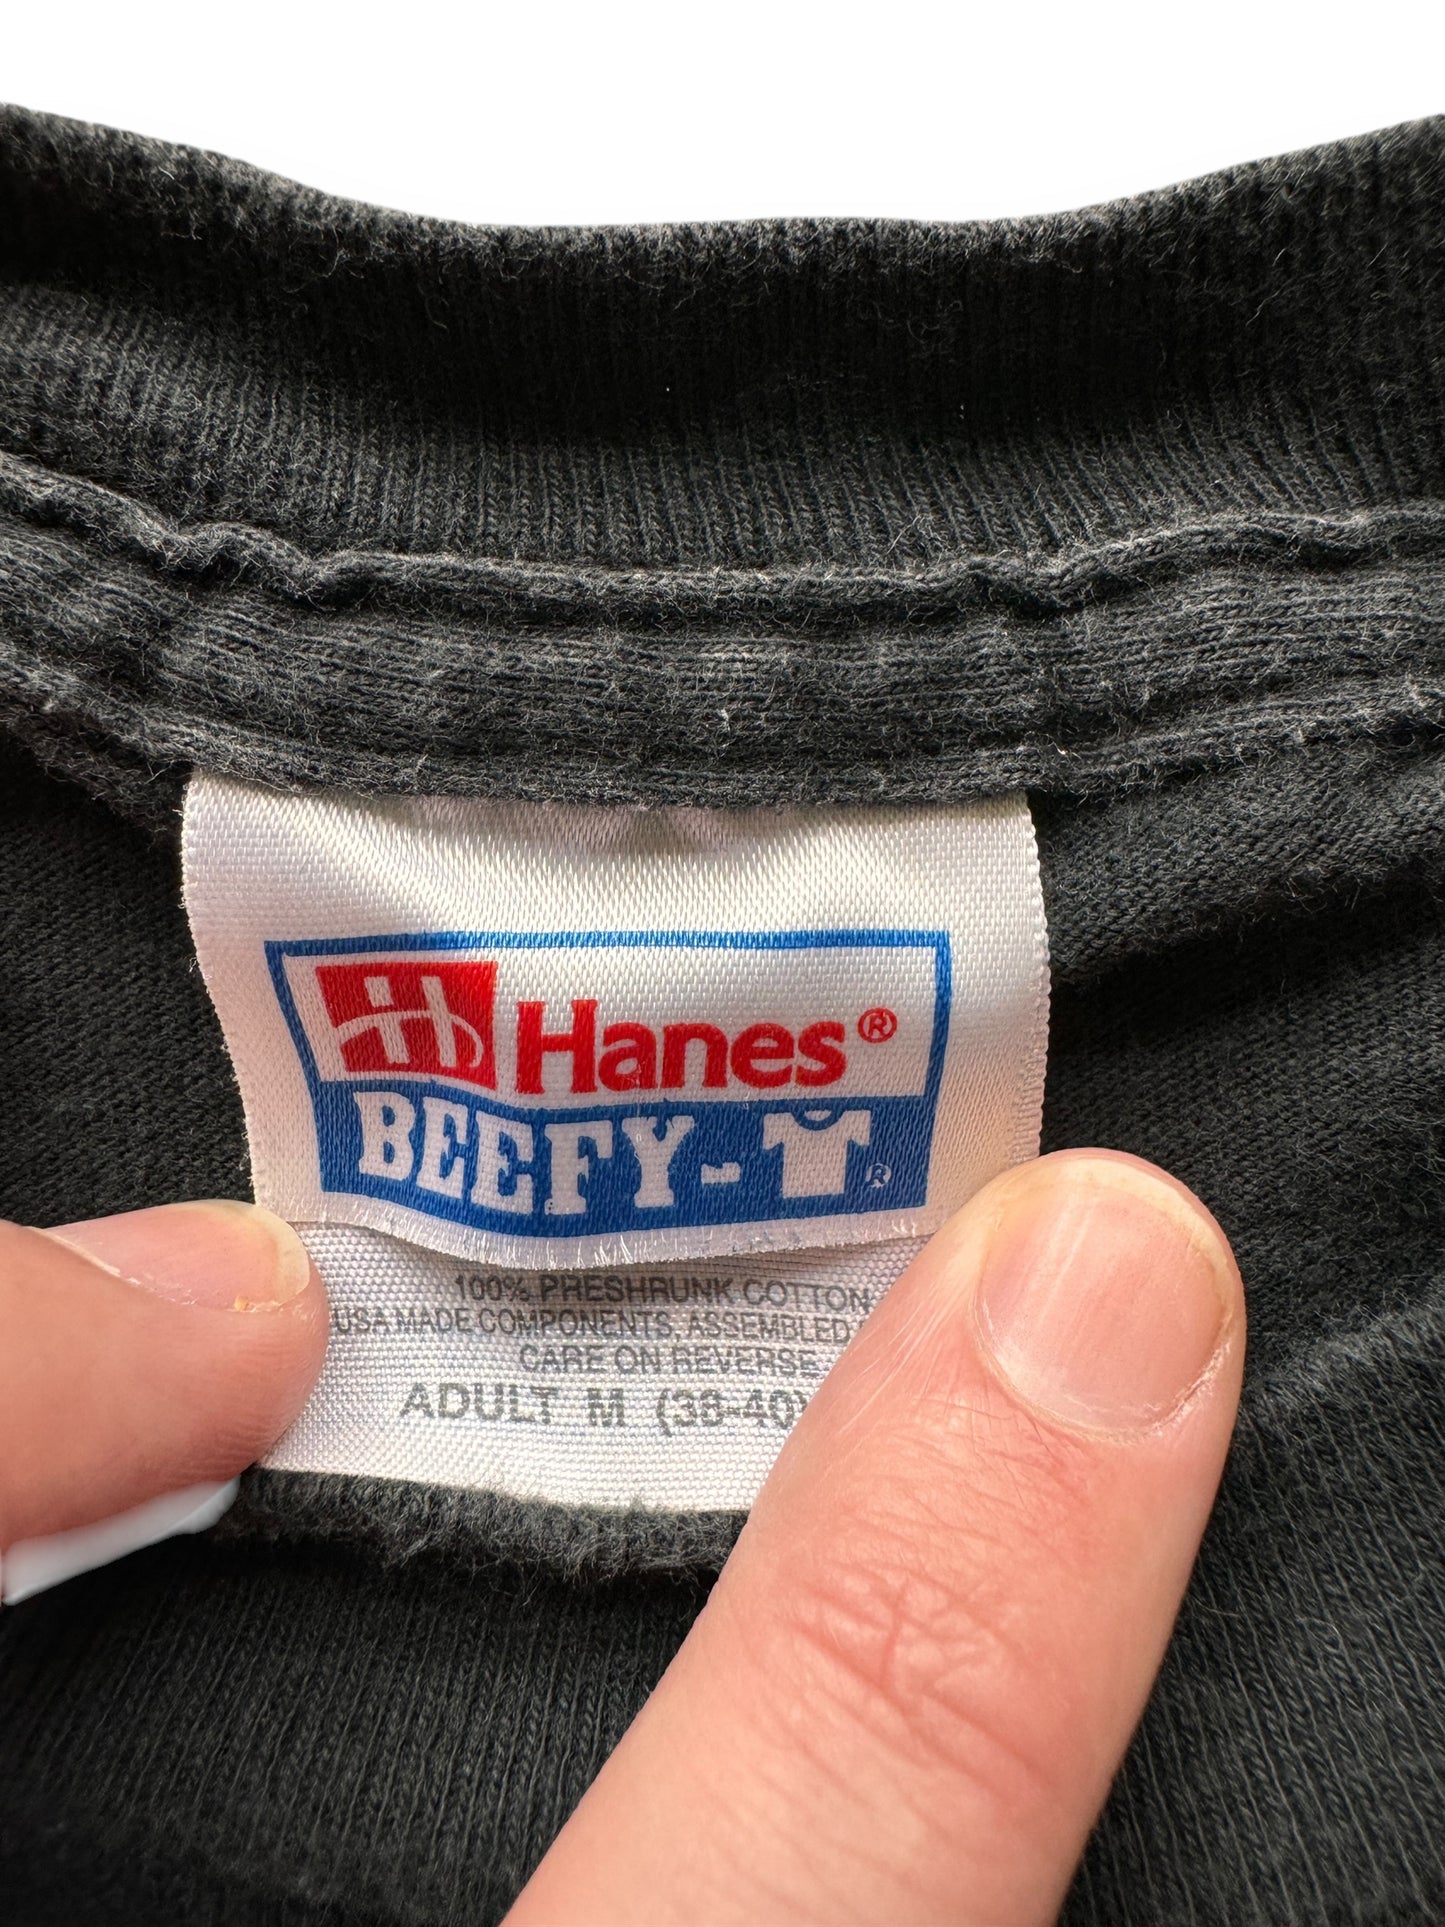 Hanes®
BEEFY-T®
100% PRESHRUNK COTTON
USA MADE COMPONENTS, ASSEMBLED
CARE ON REVERSE
ADULT M (38-40)